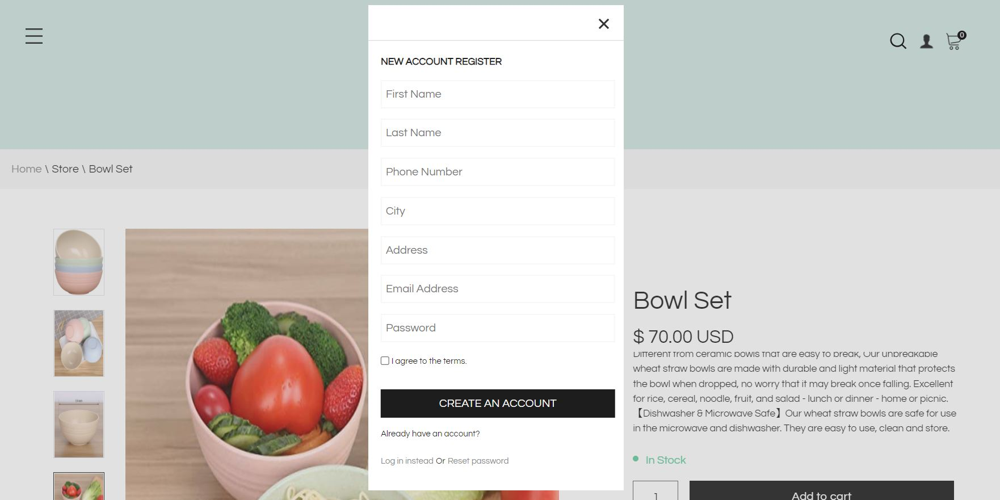 0
NEW ACCOUNT REGISTER
First Name
Last Name
Phone Number
City
Address
Email Address
Password
I agree to the terms.
CREATE AN ACCOUNT
Already have an account?
Log in instead Or Reset password
Home \ Store \ Bowl Set
Bowl Set
$ 70.00 USD
Different from ceramic bowls that are easy to break, Our unbreakable
wheat straw bowls are made with durable and light material that protects
the bowl when dropped, no worry that it may break once falling. Excellent
for rice, cereal, noodle, fruit, and salad - lunch or dinner - home or picnic.
【Dishwasher & Microwave Safe】Our wheat straw bowls are safe for use
in the microwave and dishwasher. They are easy to use, clean and store.
In Stock
1
Add to cart